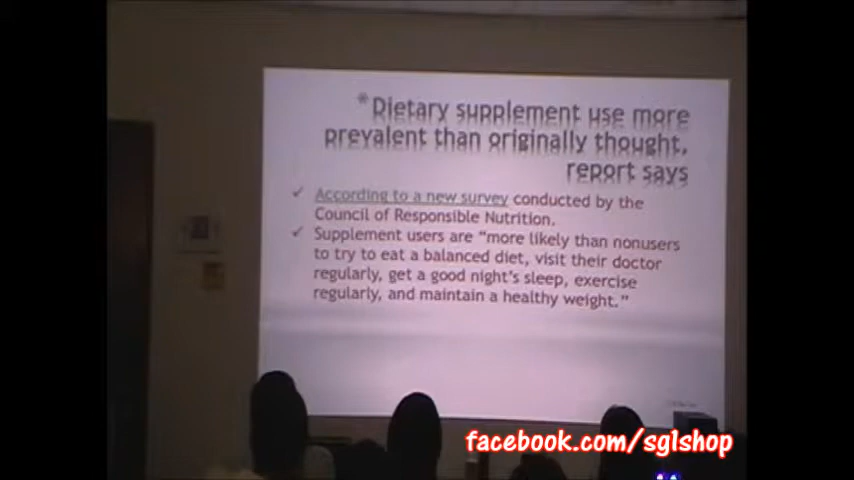 *Dietary supplement use more
prevalent than originally thought,
report says
✓ According to a new survey conducted by the
Council of Responsible Nutrition.
✓ Supplement users are “more likely than nonusers
to try to eat a balanced diet, visit their doctor
regularly, get a good night’s sleep, exercise
regularly, and maintain a healthy weight.”
facebook.com/sg1shop